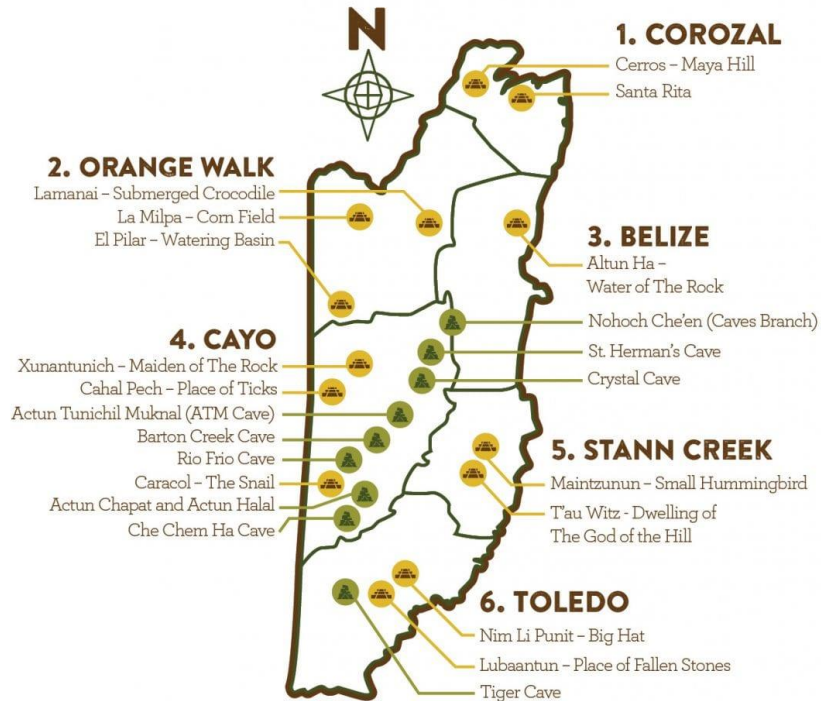 N
1. COROZAL
Cerros – Maya Hill
Santa Rita
2. ORANGE WALK
Lamanai – Submerged Crocodile
La Milpa – Corn Field
El Pilar – Watering Basin
3. BELIZE
Altun Ha –
Water of The Rock
Nohoch Che'en (Caves Branch)
St. Herman's Cave
Crystal Cave
4. CAYO
Xunantunich – Maiden of The Rock
Cahal Pech – Place of Ticks
Actun Tunichil Muknal (ATM Cave)
Barton Creek Cave
Rio Frio Cave
Caracol – The Snail
Actun Chapat and Actun Halal
Che Chem Ha Cave
5. STANN CREEK
Maintzunun – Small Hummingbird
T'au Witz - Dwelling of
The God of the Hill
6. TOLEDO
Nim Li Punit – Big Hat
Lubaantun – Place of Fallen Stones
Tiger Cave